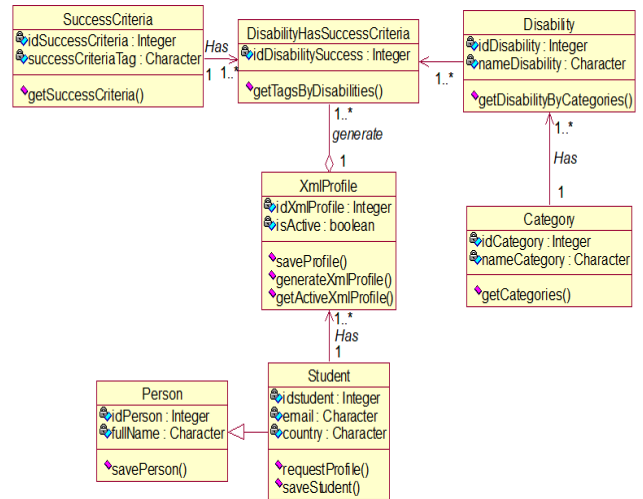 SuccessCriteria
idSuccessCriteria : Integer
successCriteriaTag : Character
getSuccessCriteria()
Has
1
1..*
DisabilityHasSuccessCriteria
idDisabilitySuccess : Integer
getTagsByDisabilities()
1..*
Disability
idDisability : Integer
nameDisability : Character
getDisabilityByCategories()
1..*
generate
1
1..*
Has
1
XmlProfile
idXmlProfile : Integer
isActive : boolean
saveProfile()
generateXmlProfile()
getActiveXmlProfile()
Category
idCategory : Integer
nameCategory : Character
getCategories()
1..*
Has
1
Person
idPerson : Integer
fullName : Character
savePerson()
Student
idstudent : Integer
email : Character
country : Character
requestProfile()
saveStudent()